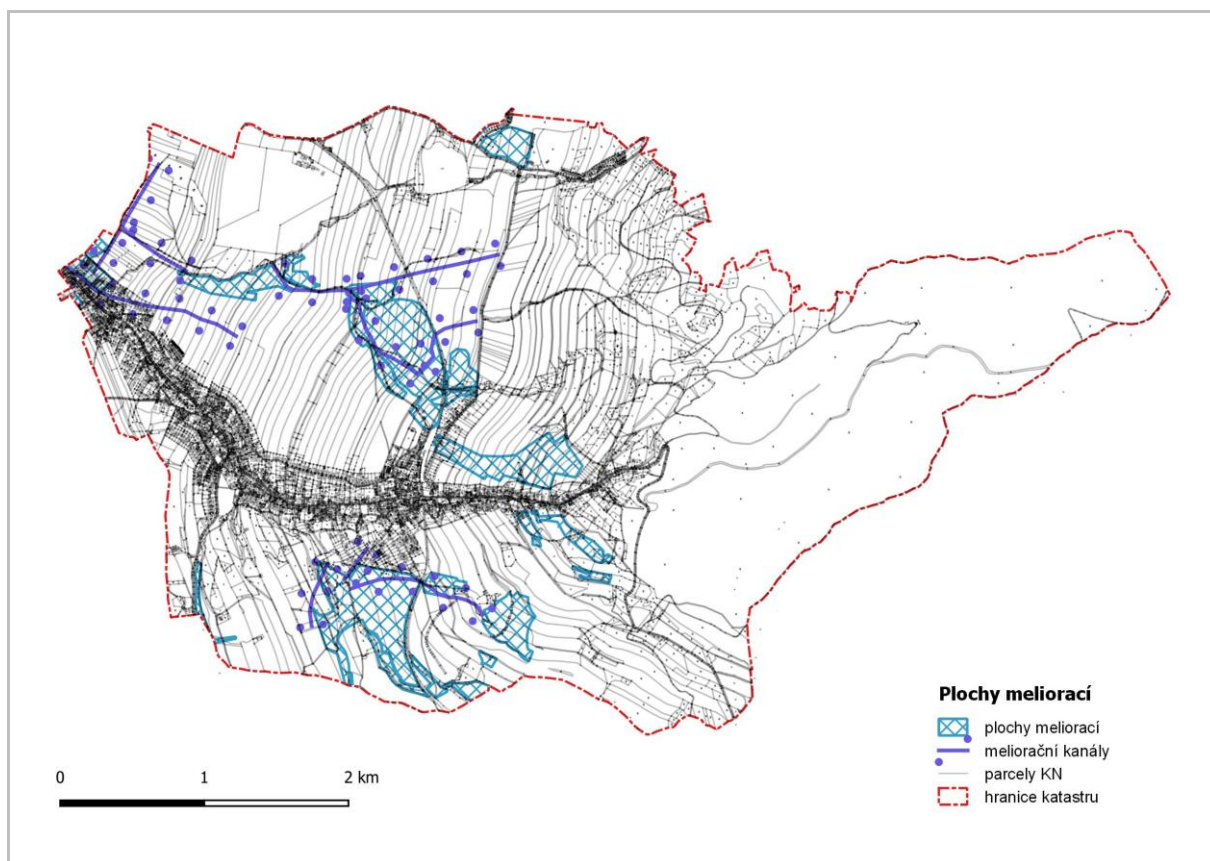 Plochy meliorací
plochy meliorací
meliorační kanály
parcely KN
hranice katastru
0 1 2 km